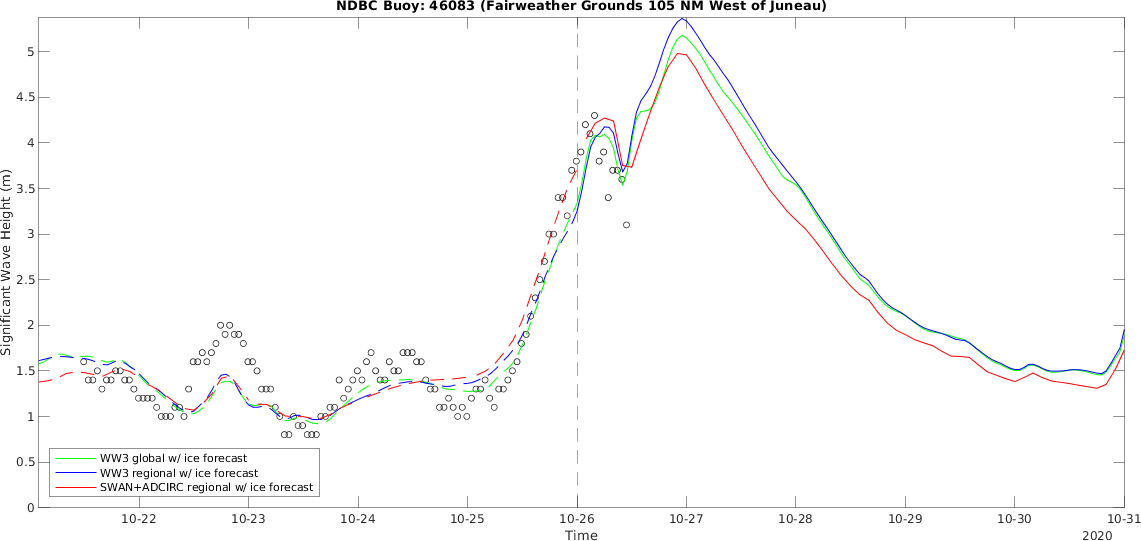 NDBC Buoy: 46083 (Fairweather Grounds 105 NM West of Juneau)
Significant Wave Height (m)
5
4.5
4
3.5
3
2.5
2
1.5
1
0.5
0
WW3 global w/ ice forecast
WW3 regional w/ ice forecast
SWAN+ADCIRC regional w/ ice forecast
10-22 10-23 10-24 10-25 10-26 10-27 10-28 10-29 10-30 10-31
Time
2020